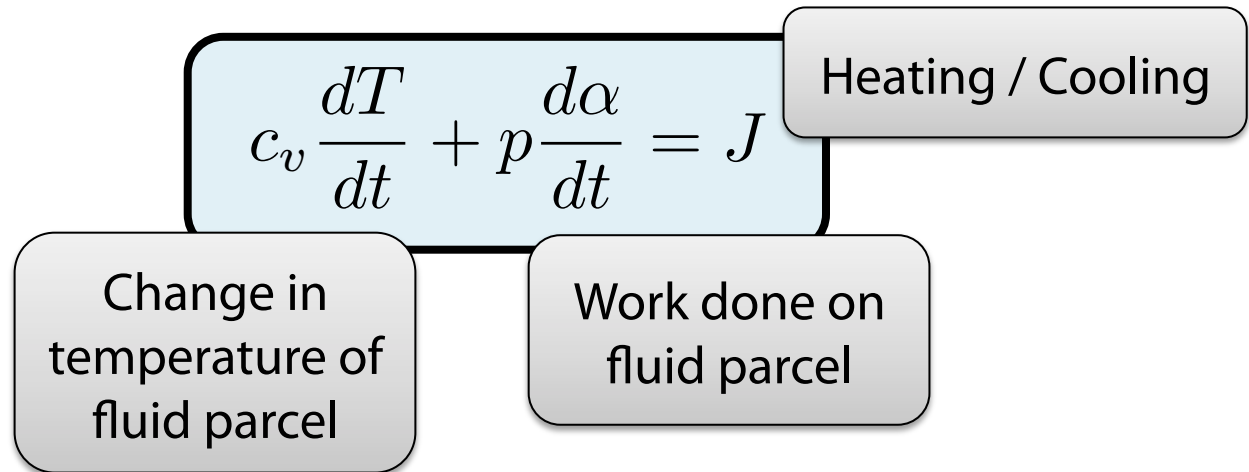 Heating / Cooling
c_v dT/dt + p dα/dt = J
Change in
temperature of
fluid parcel
Work done on
fluid parcel